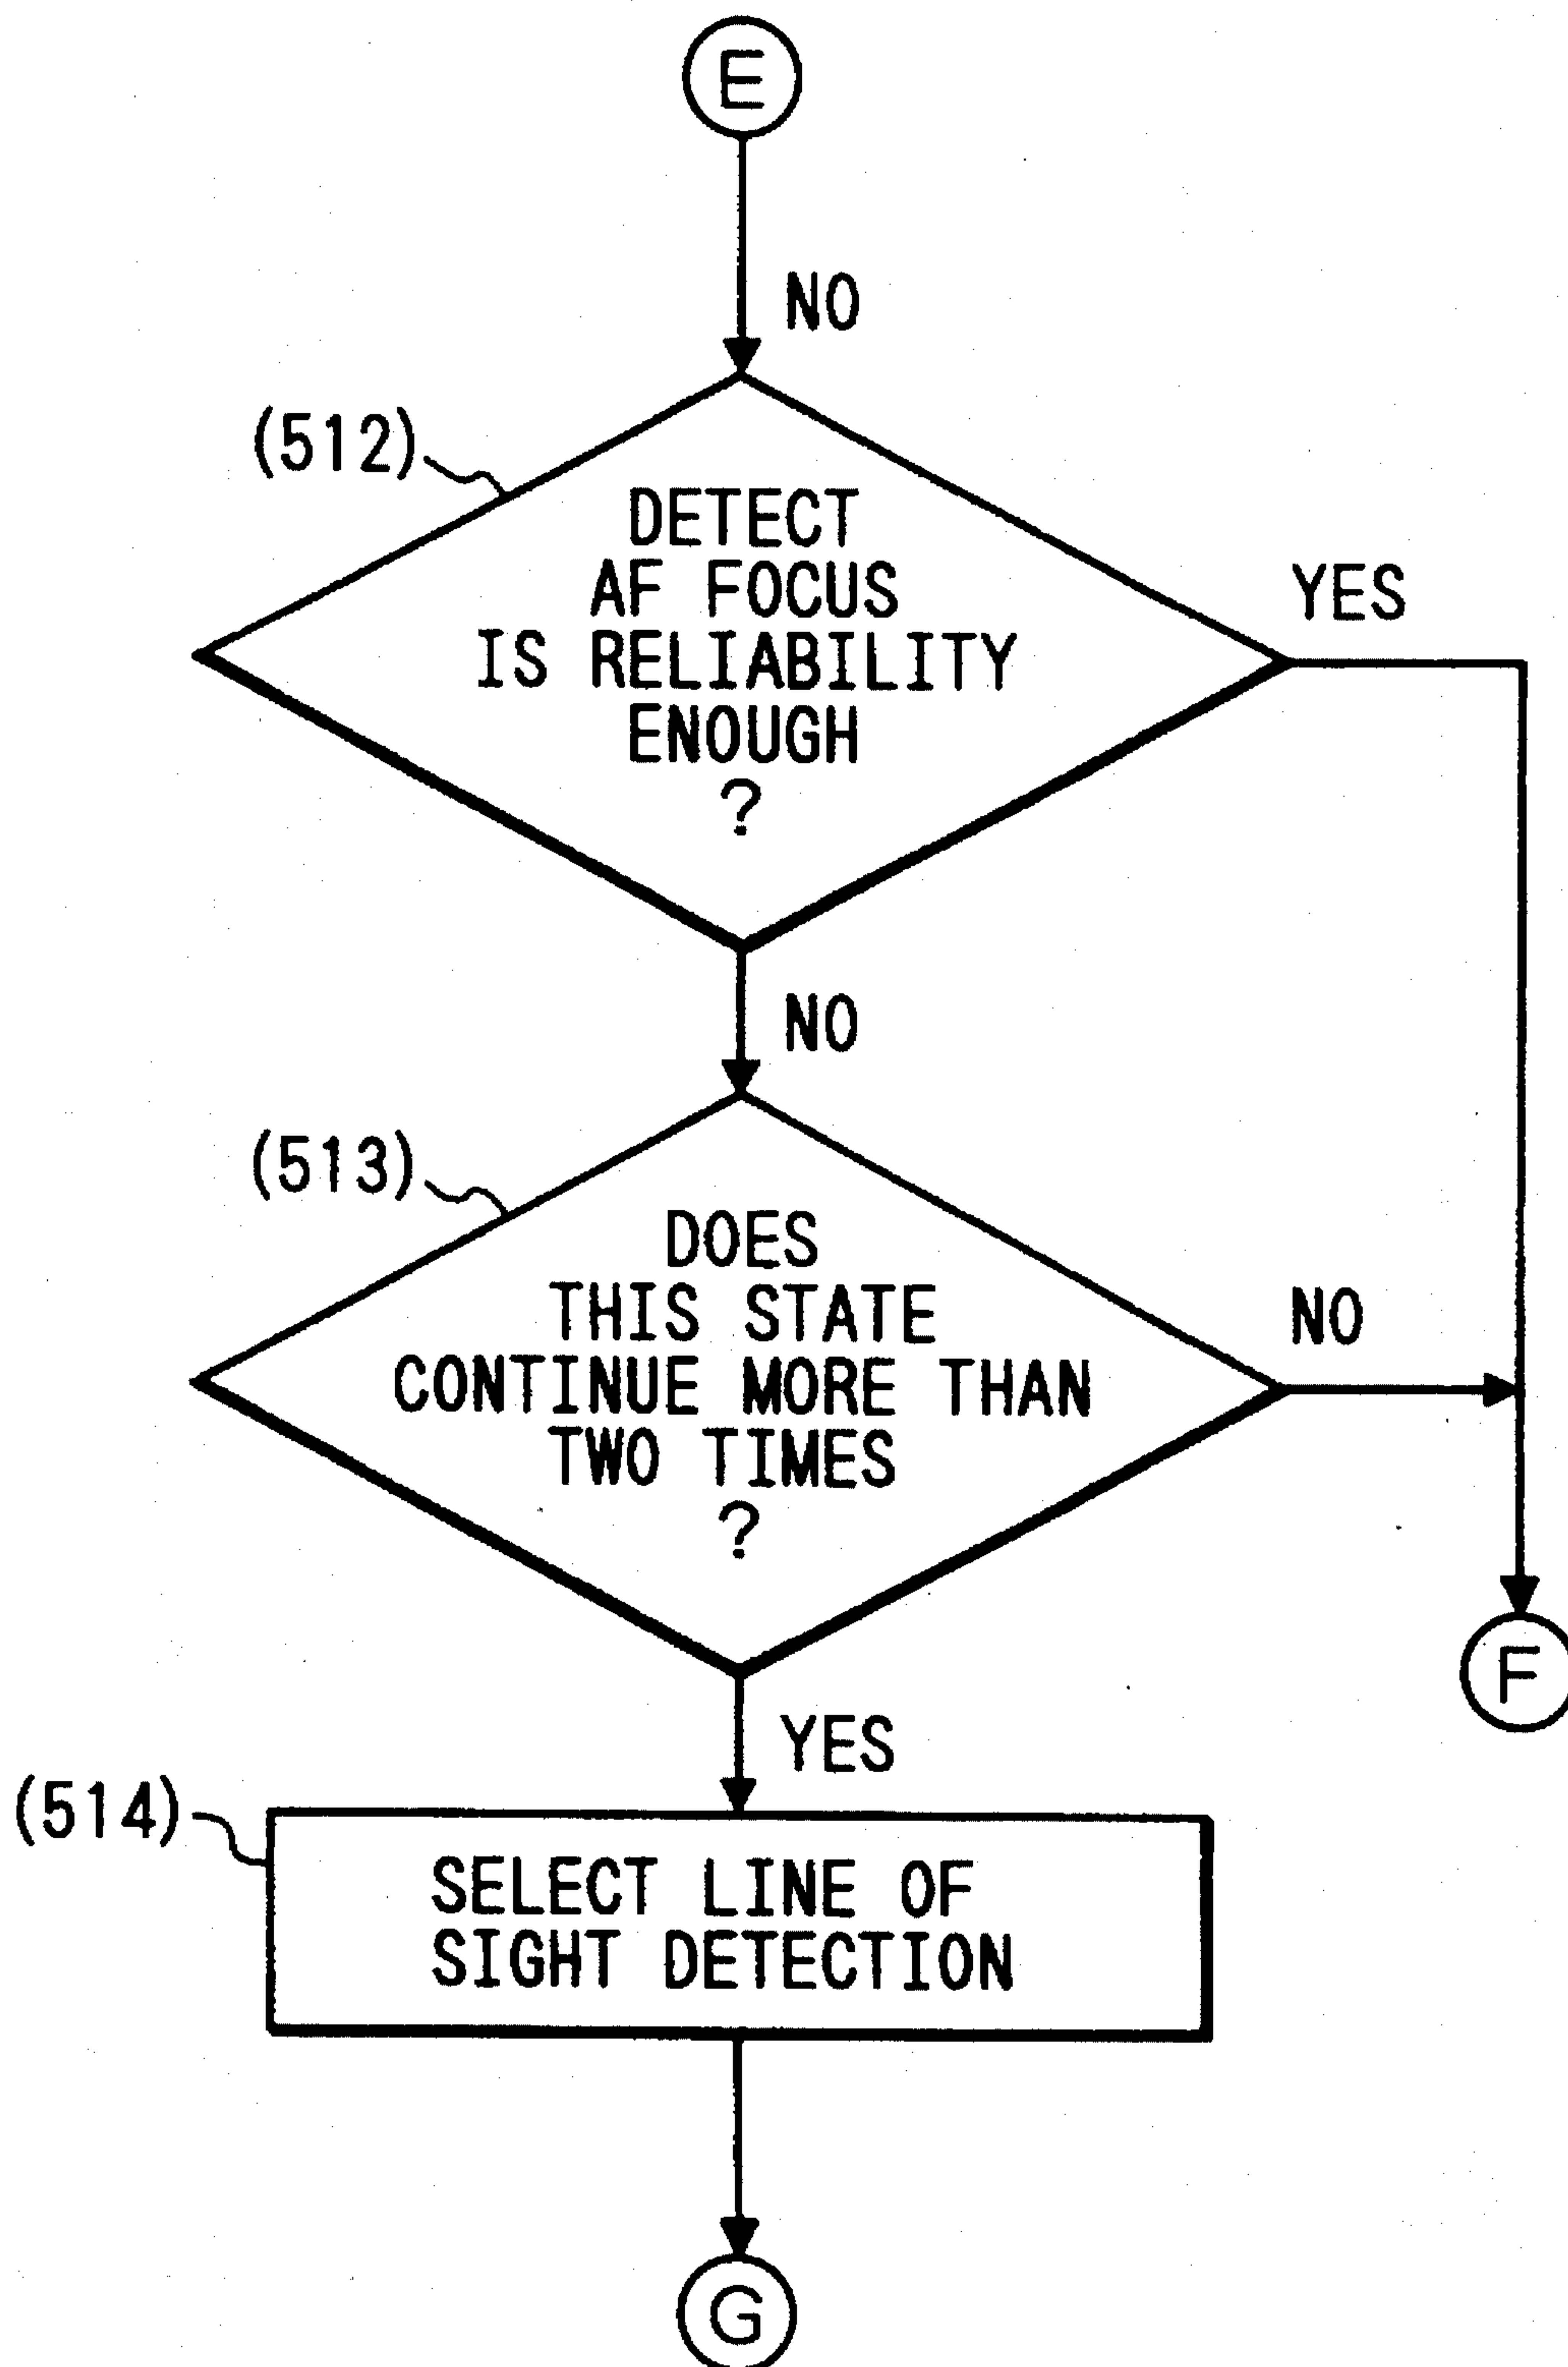 E
NO
(512)
DETECT
AF FOCUS
IS RELIABILITY
ENOUGH
?
YES
NO
(513)
DOES
THIS STATE
CONTINUE MORE THAN
TWO TIMES
?
NO
F
YES
(514)
SELECT LINE OF
SIGHT DETECTION
G